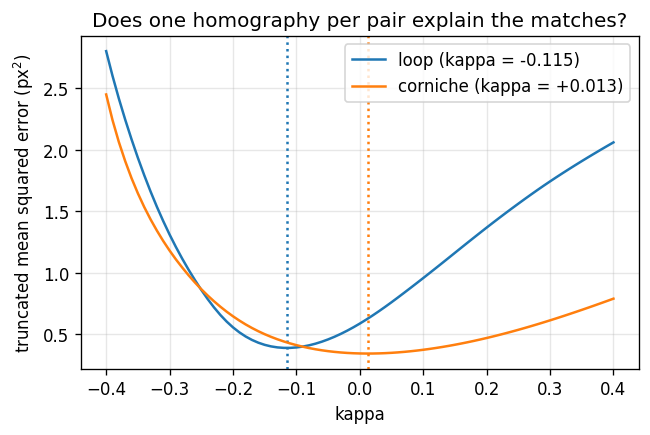 Does one homography per pair explain the matches?
loop (kappa = -0.115)
corniche (kappa = +0.013)
truncated mean squared error (px²)
2.5
2.0
1.5
1.0
0.5
−0.4 −0.3 −0.2 −0.1 0.0 0.1 0.2 0.3 0.4
kappa